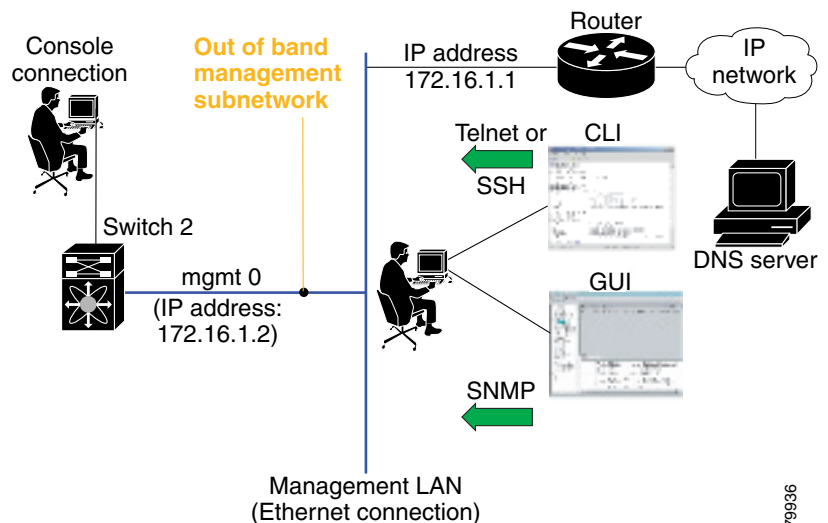 Console
connection
Out of band
management
subnetwork
IP address
172.16.1.1
Router
IP
network
Telnet or
SSH
CLI
DNS server
Switch 2
mgmt 0
(IP address:
172.16.1.2)
GUI
SNMP
Management LAN
(Ethernet connection)
79936